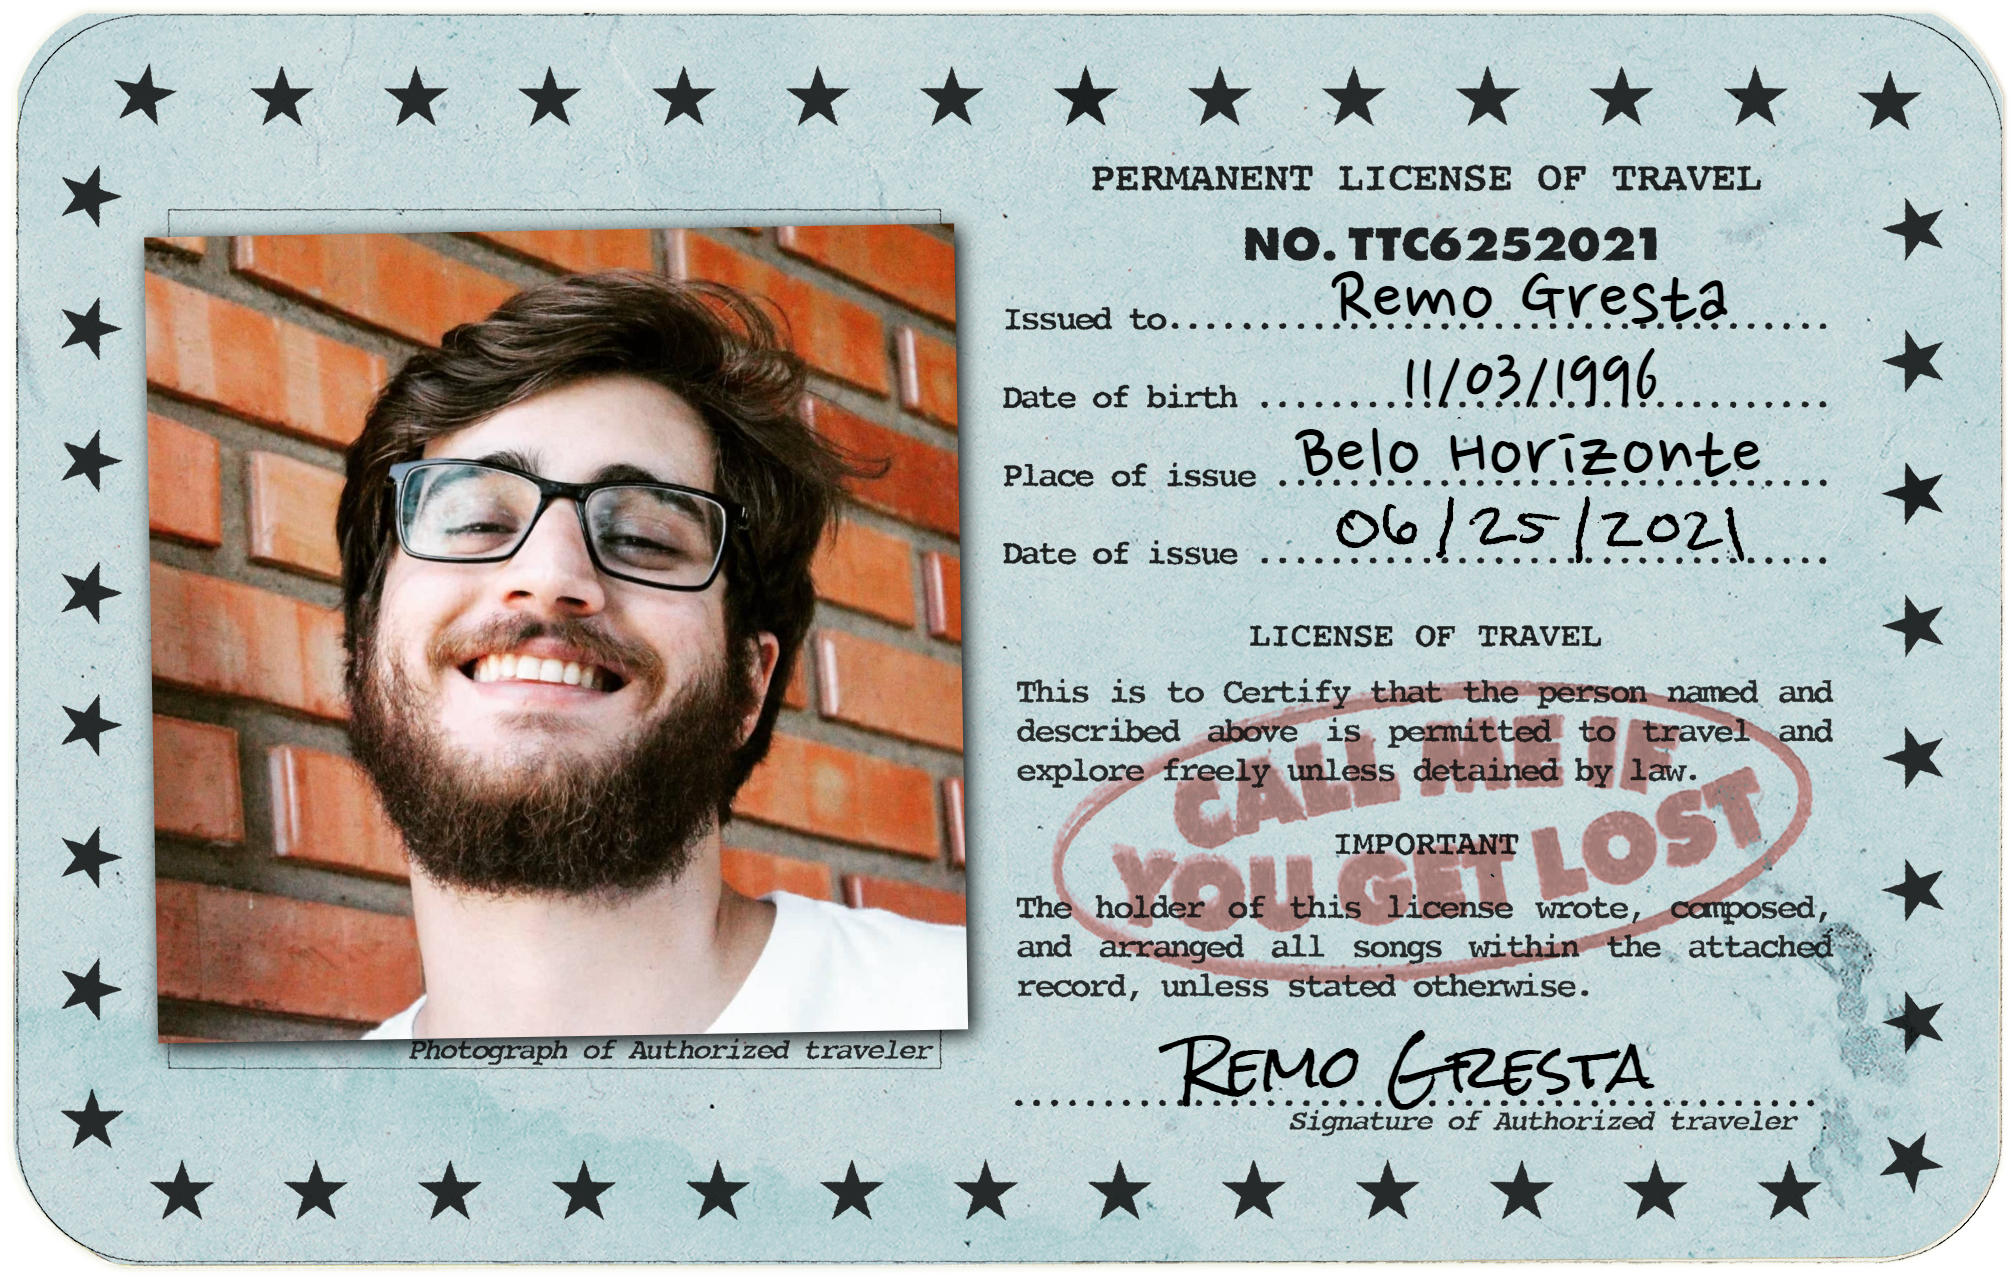 PERMANENT LICENSE OF TRAVEL
NO. TTC6252021
Issued to Remo Gresta
Date of birth 11/03/1996
Place of issue Belo Horizonte
Date of issue 06/25/2021
LICENSE OF TRAVEL
This is to Certify that the person named and
described above is permitted to travel and
explore freely unless detained by law.
CALL ME IF
YOU GET LOST
IMPORTANT
The holder of this license wrote, composed,
and arranged all songs within the attached
record, unless stated otherwise.
REMO GRESTA
Signature of Authorized traveler
Photograph of Authorized traveler